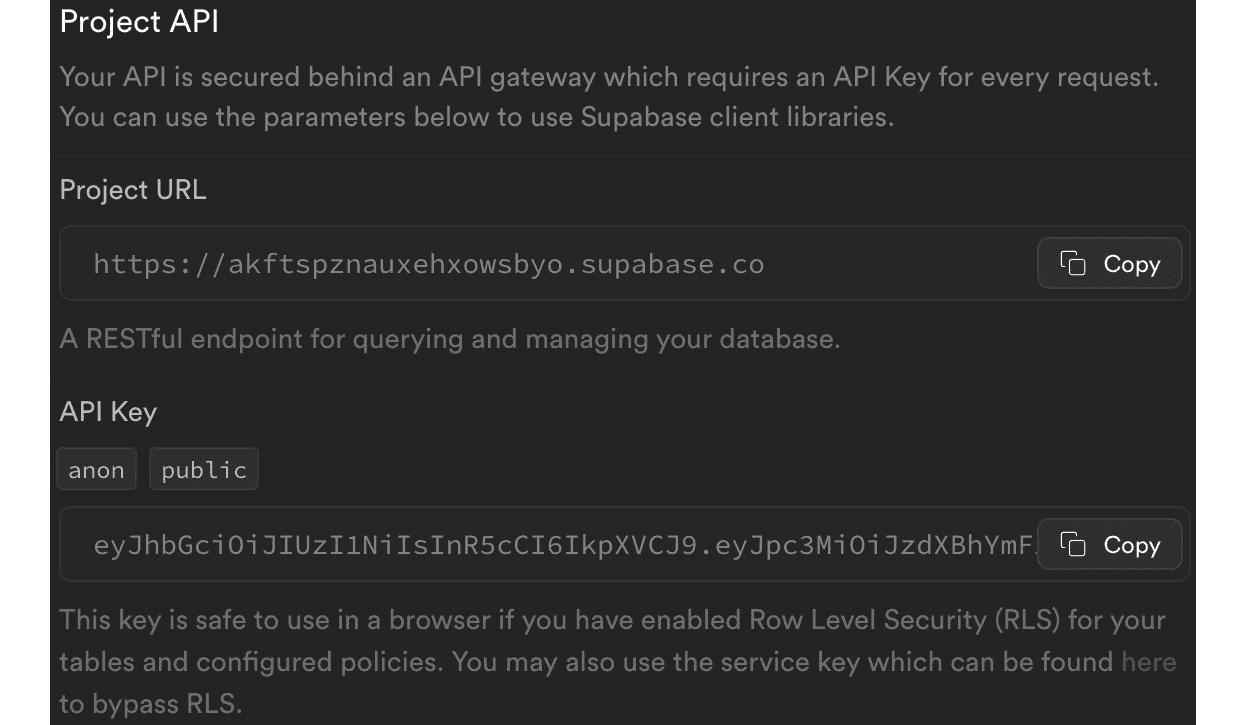 Project API
Your API is secured behind an API gateway which requires an API Key for every request.
You can use the parameters below to use Supabase client libraries.
Project URL
https://akftspznauxehxowsbyo.supabase.co
Copy
A RESTful endpoint for querying and managing your database.
API Key
anon public
eyJhbGciOiJIUzI1NiIsInR5cCI6IkpXVCJ9.eyJpc3MiOiJzdXBhYmF
Copy
This key is safe to use in a browser if you have enabled Row Level Security (RLS) for your
tables and configured policies. You may also use the service key which can be found here
to bypass RLS.